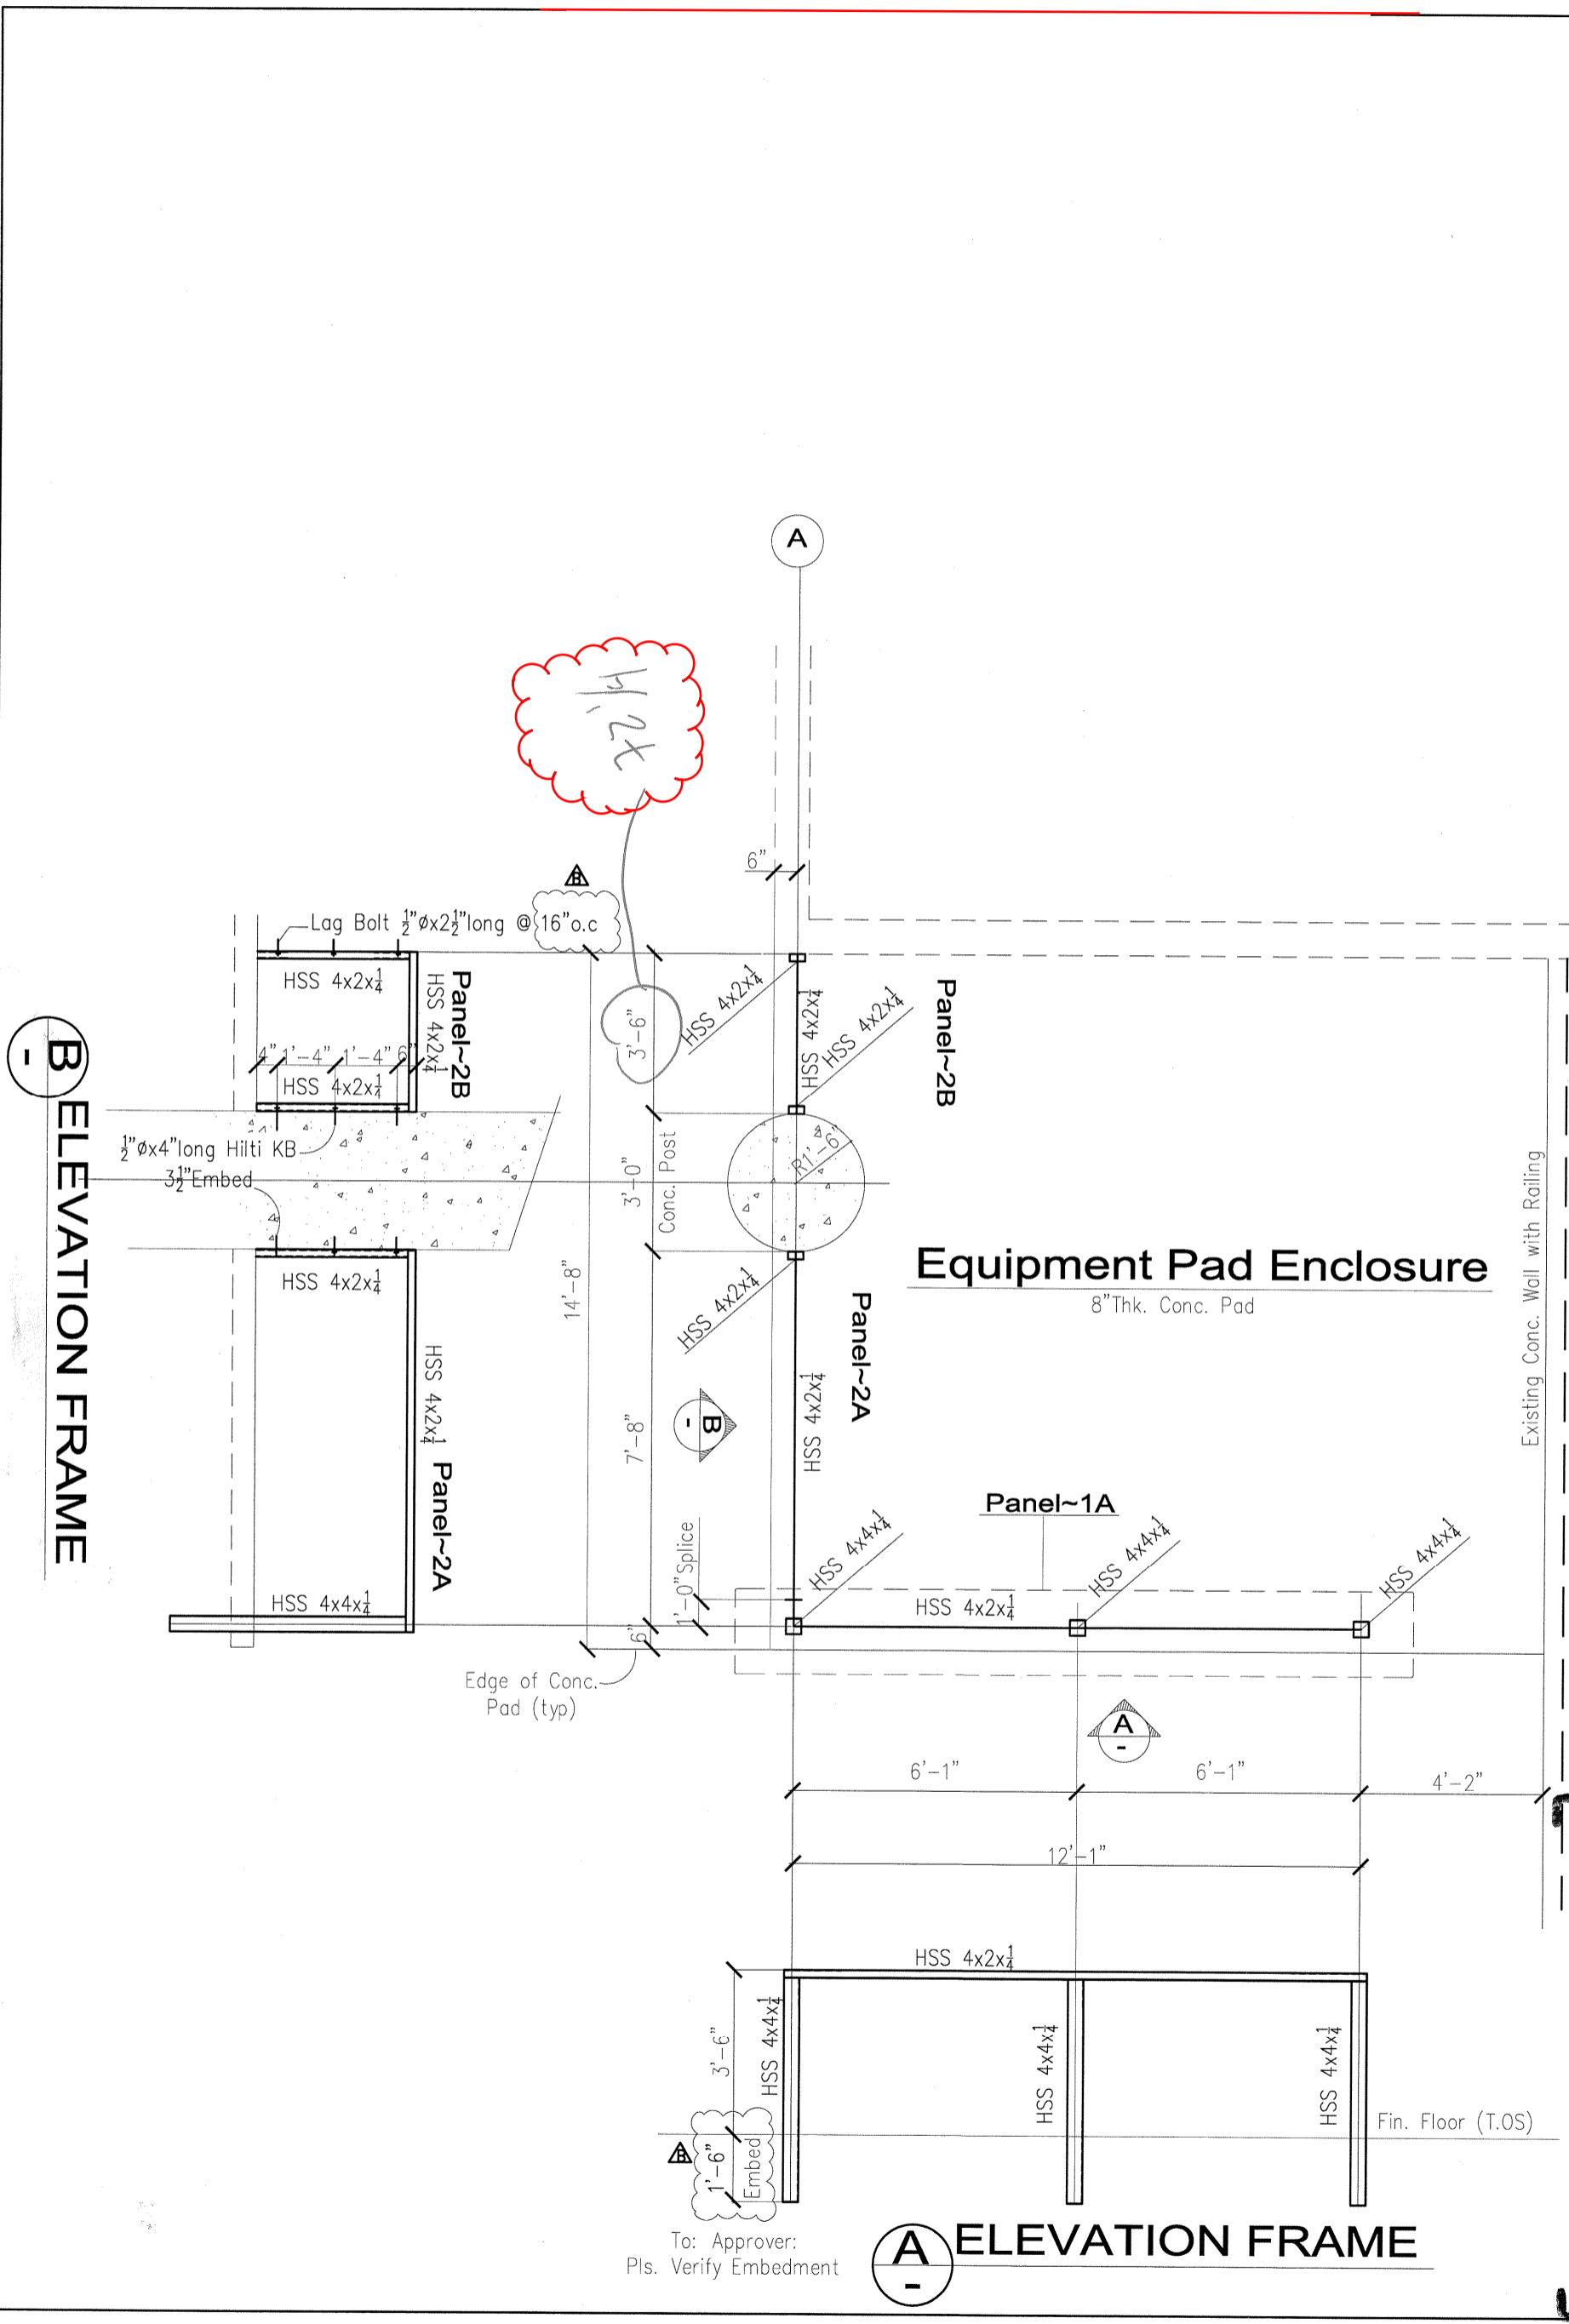 A
6"
B
Lag Bolt ½"øx2½"long @ 16"o.c
HSS 4x2x¼
HSS 4x2x¼
Panel~2B
4" 1'-4" 1'-4" 6"
HSS 4x2x¼
½"øx4"long Hilti KB
3½"Embed
HSS 4x2x¼
HSS 4x2x¼
Panel~2A
HSS 4x4x¼
B
-
ELEVATION FRAME
3'-6"
3'-0"
Conc. Post
14'-8"
7'-8"
1'-0"Splice
6"
Edge of Conc.
Pad (typ)
HSS 4x2x¼
HSS 4x2x¼
HSS 4x2x¼
Panel~2B
R1'-6"
HSS 4x2x¼
HSS 4x2x¼
Panel~2A
B
-
Equipment Pad Enclosure
8"Thk. Conc. Pad
Existing Conc. Wall with Railing
Panel~1A
HSS 4x4x¼
HSS 4x4x¼
HSS 4x4x¼
HSS 4x2x¼
A
-
6'-1"
6'-1"
4'-2"
12'-1"
HSS 4x2x¼
3'-6"
HSS 4x4x¼
HSS 4x4x¼
HSS 4x4x¼
Fin. Floor (T.OS)
B
1'-6"
Embed
To: Approver:
Pls. Verify Embedment
A
-
ELEVATION FRAME